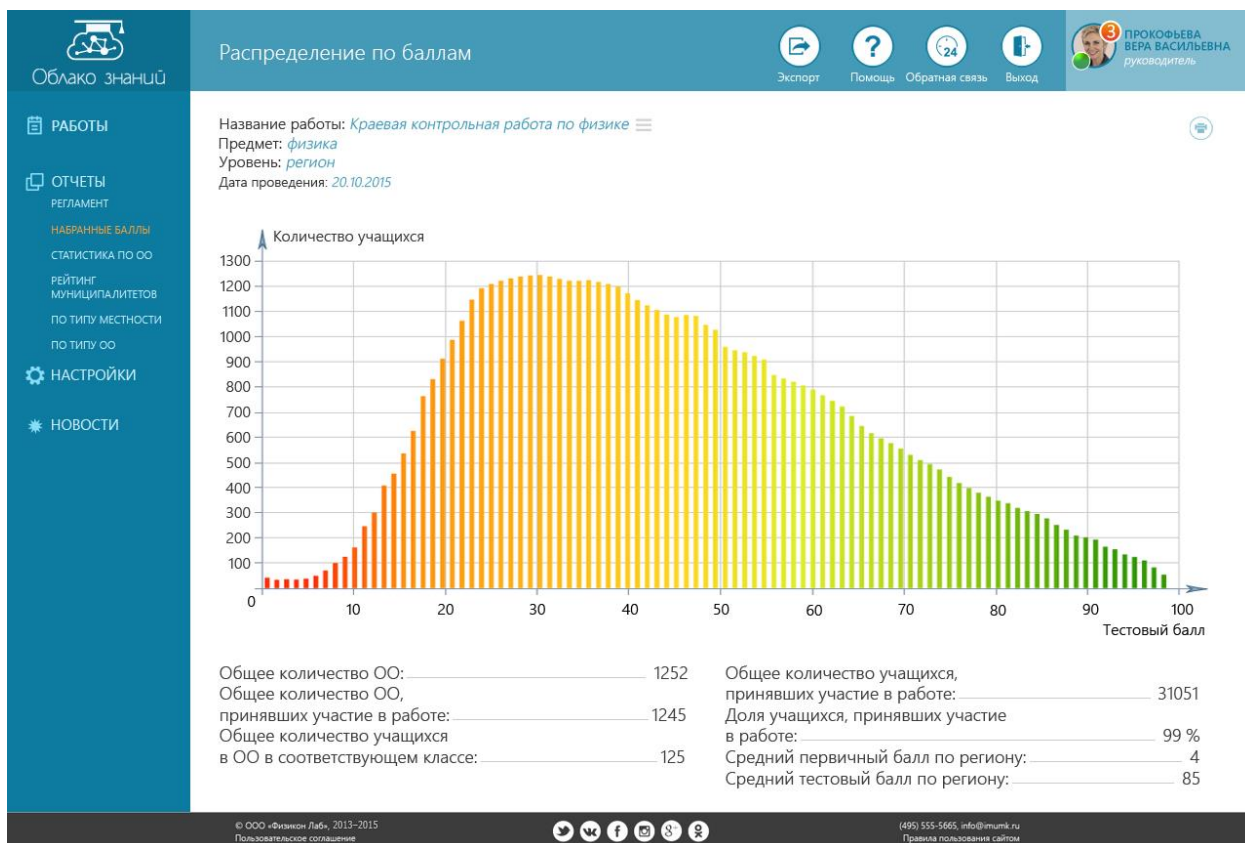 Облако знаний
Распределение по баллам
Экспорт
Помощь
24
Обратная связь
Выход
3
ПРОКОФЬЕВА
ВЕРА ВАСИЛЬЕВНА
руководитель
РАБОТЫ
ОТЧЕТЫ
РЕГЛАМЕНТ
НАБРАННЫЕ БАЛЛЫ
СТАТИСТИКА ПО ОО
РЕЙТИНГ
МУНИЦИПАЛИТЕТОВ
ПО ТИПУ МЕСТНОСТИ
ПО ТИПУ ОО
НАСТРОЙКИ
НОВОСТИ
Название работы: Краевая контрольная работа по физике
Предмет: физика
Уровень: регион
Дата проведения: 20.10.2015
Количество учащихся
1300
1200
1100
1000
900
800
700
600
500
400
300
200
100
0 10 20 30 40 50 60 70 80 90 100
Тестовый балл
Общее количество ОО: 1252
Общее количество ОО,
принявших участие в работе: 1245
Общее количество учащихся
в ОО в соответствующем классе: 125
Общее количество учащихся,
принявших участие в работе: 31051
Доля учащихся, принявших участие
в работе: 99 %
Средний первичный балл по региону: 4
Средний тестовый балл по региону: 85
© ООО «Физикон Лаб», 2013–2015
Пользовательское соглашение
(495) 555-5665, info@imumk.ru
Правила пользования сайтом